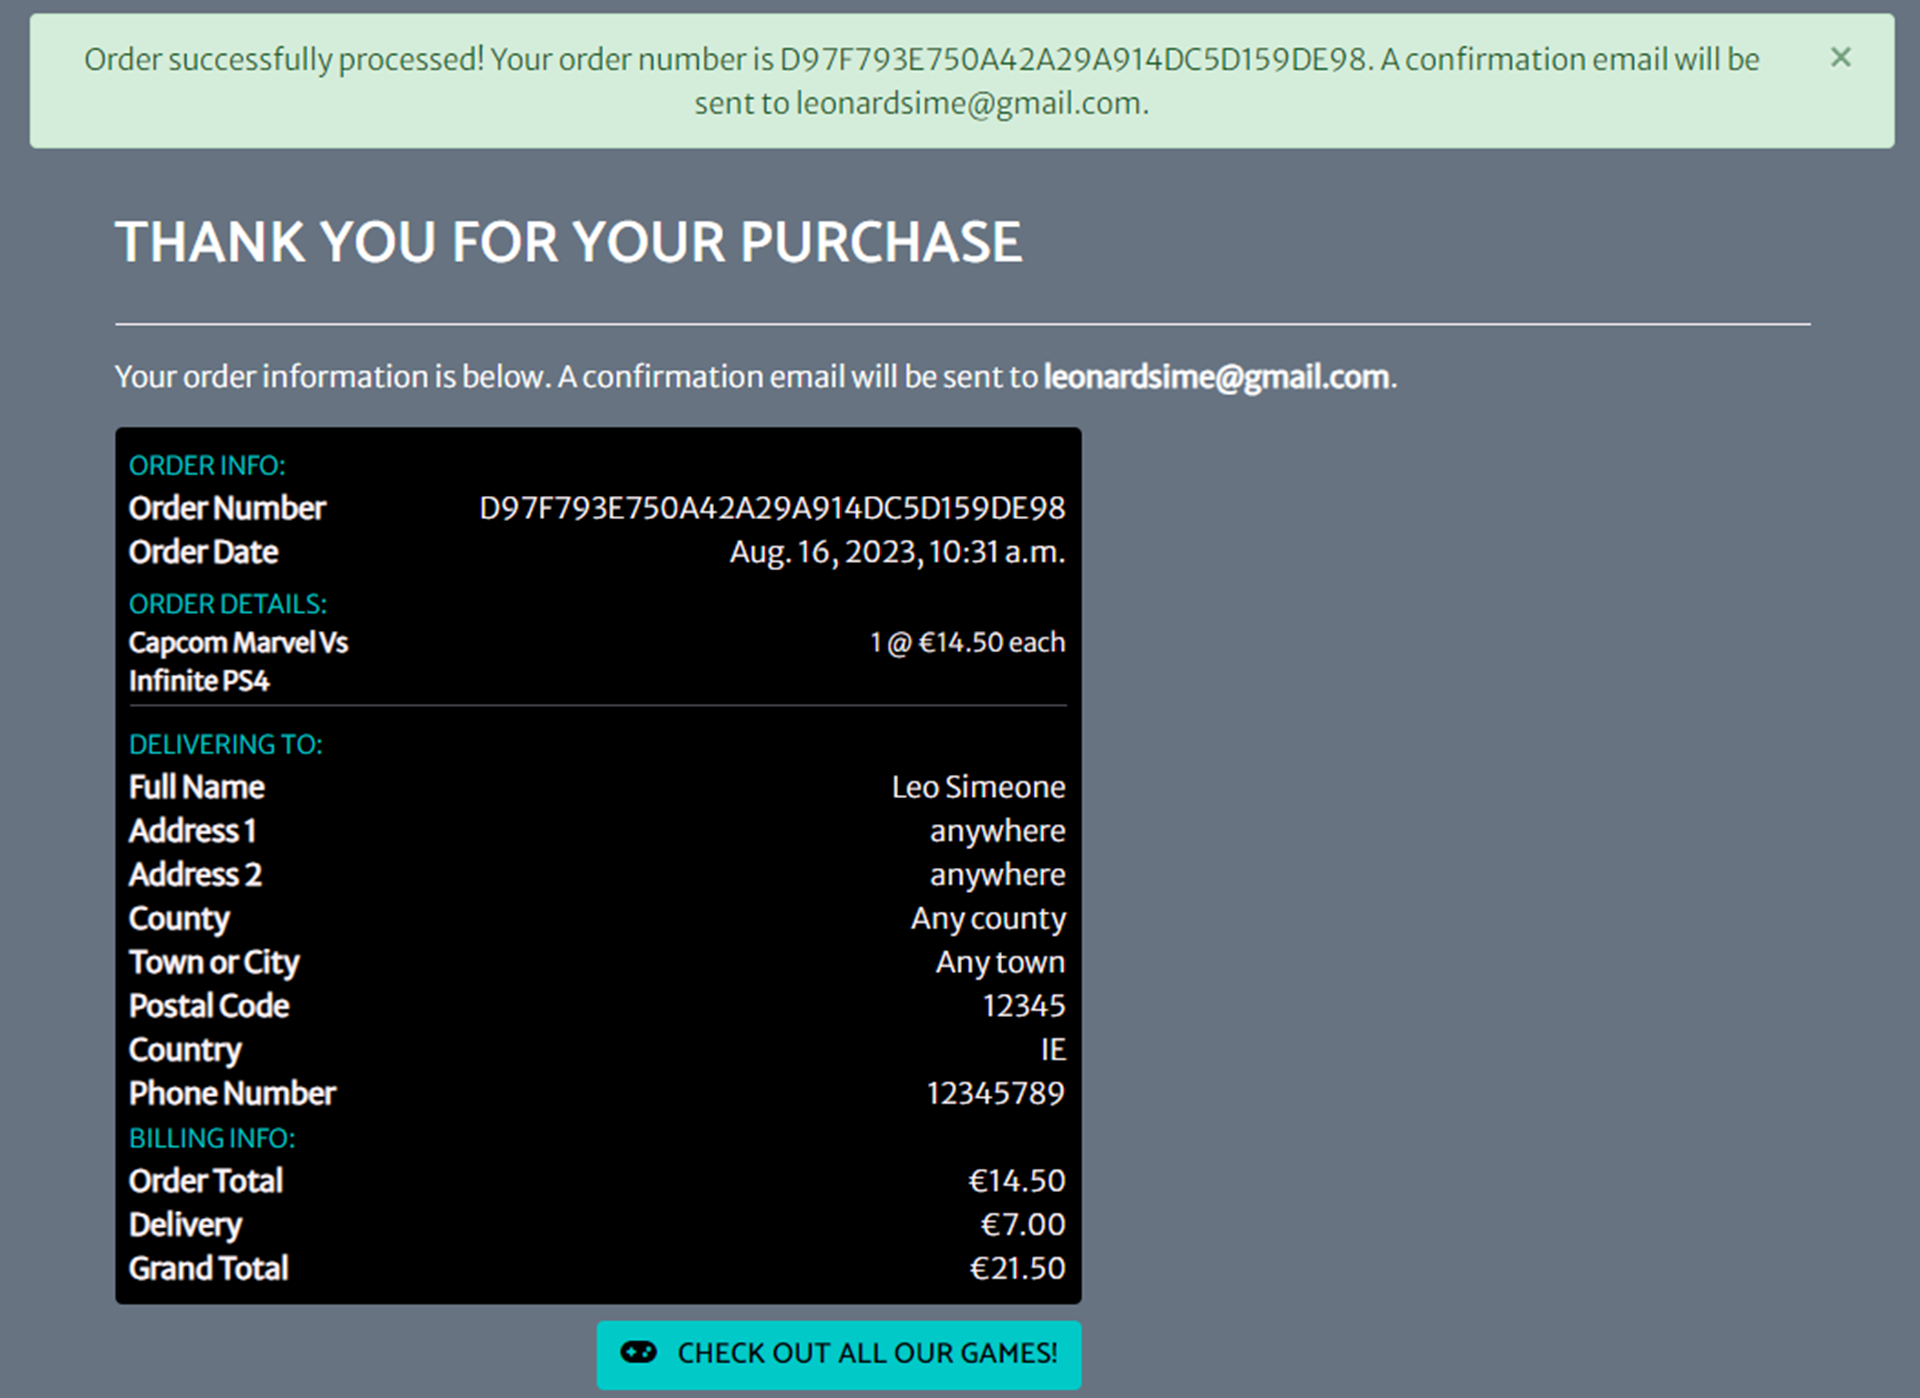 Order successfully processed! Your order number is D97F793E750A42A29A914DC5D159DE98. A confirmation email will be
sent to leonardsime@gmail.com.
×
THANK YOU FOR YOUR PURCHASE
Your order information is below. A confirmation email will be sent to leonardsime@gmail.com.
ORDER INFO:
Order Number D97F793E750A42A29A914DC5D159DE98
Order Date Aug. 16, 2023, 10:31 a.m.
ORDER DETAILS:
Capcom Marvel Vs 1 @ €14.50 each
Infinite PS4
DELIVERING TO:
Full Name Leo Simeone
Address 1 anywhere
Address 2 anywhere
County Any county
Town or City Any town
Postal Code 12345
Country IE
Phone Number 12345789
BILLING INFO:
Order Total €14.50
Delivery €7.00
Grand Total €21.50
CHECK OUT ALL OUR GAMES!